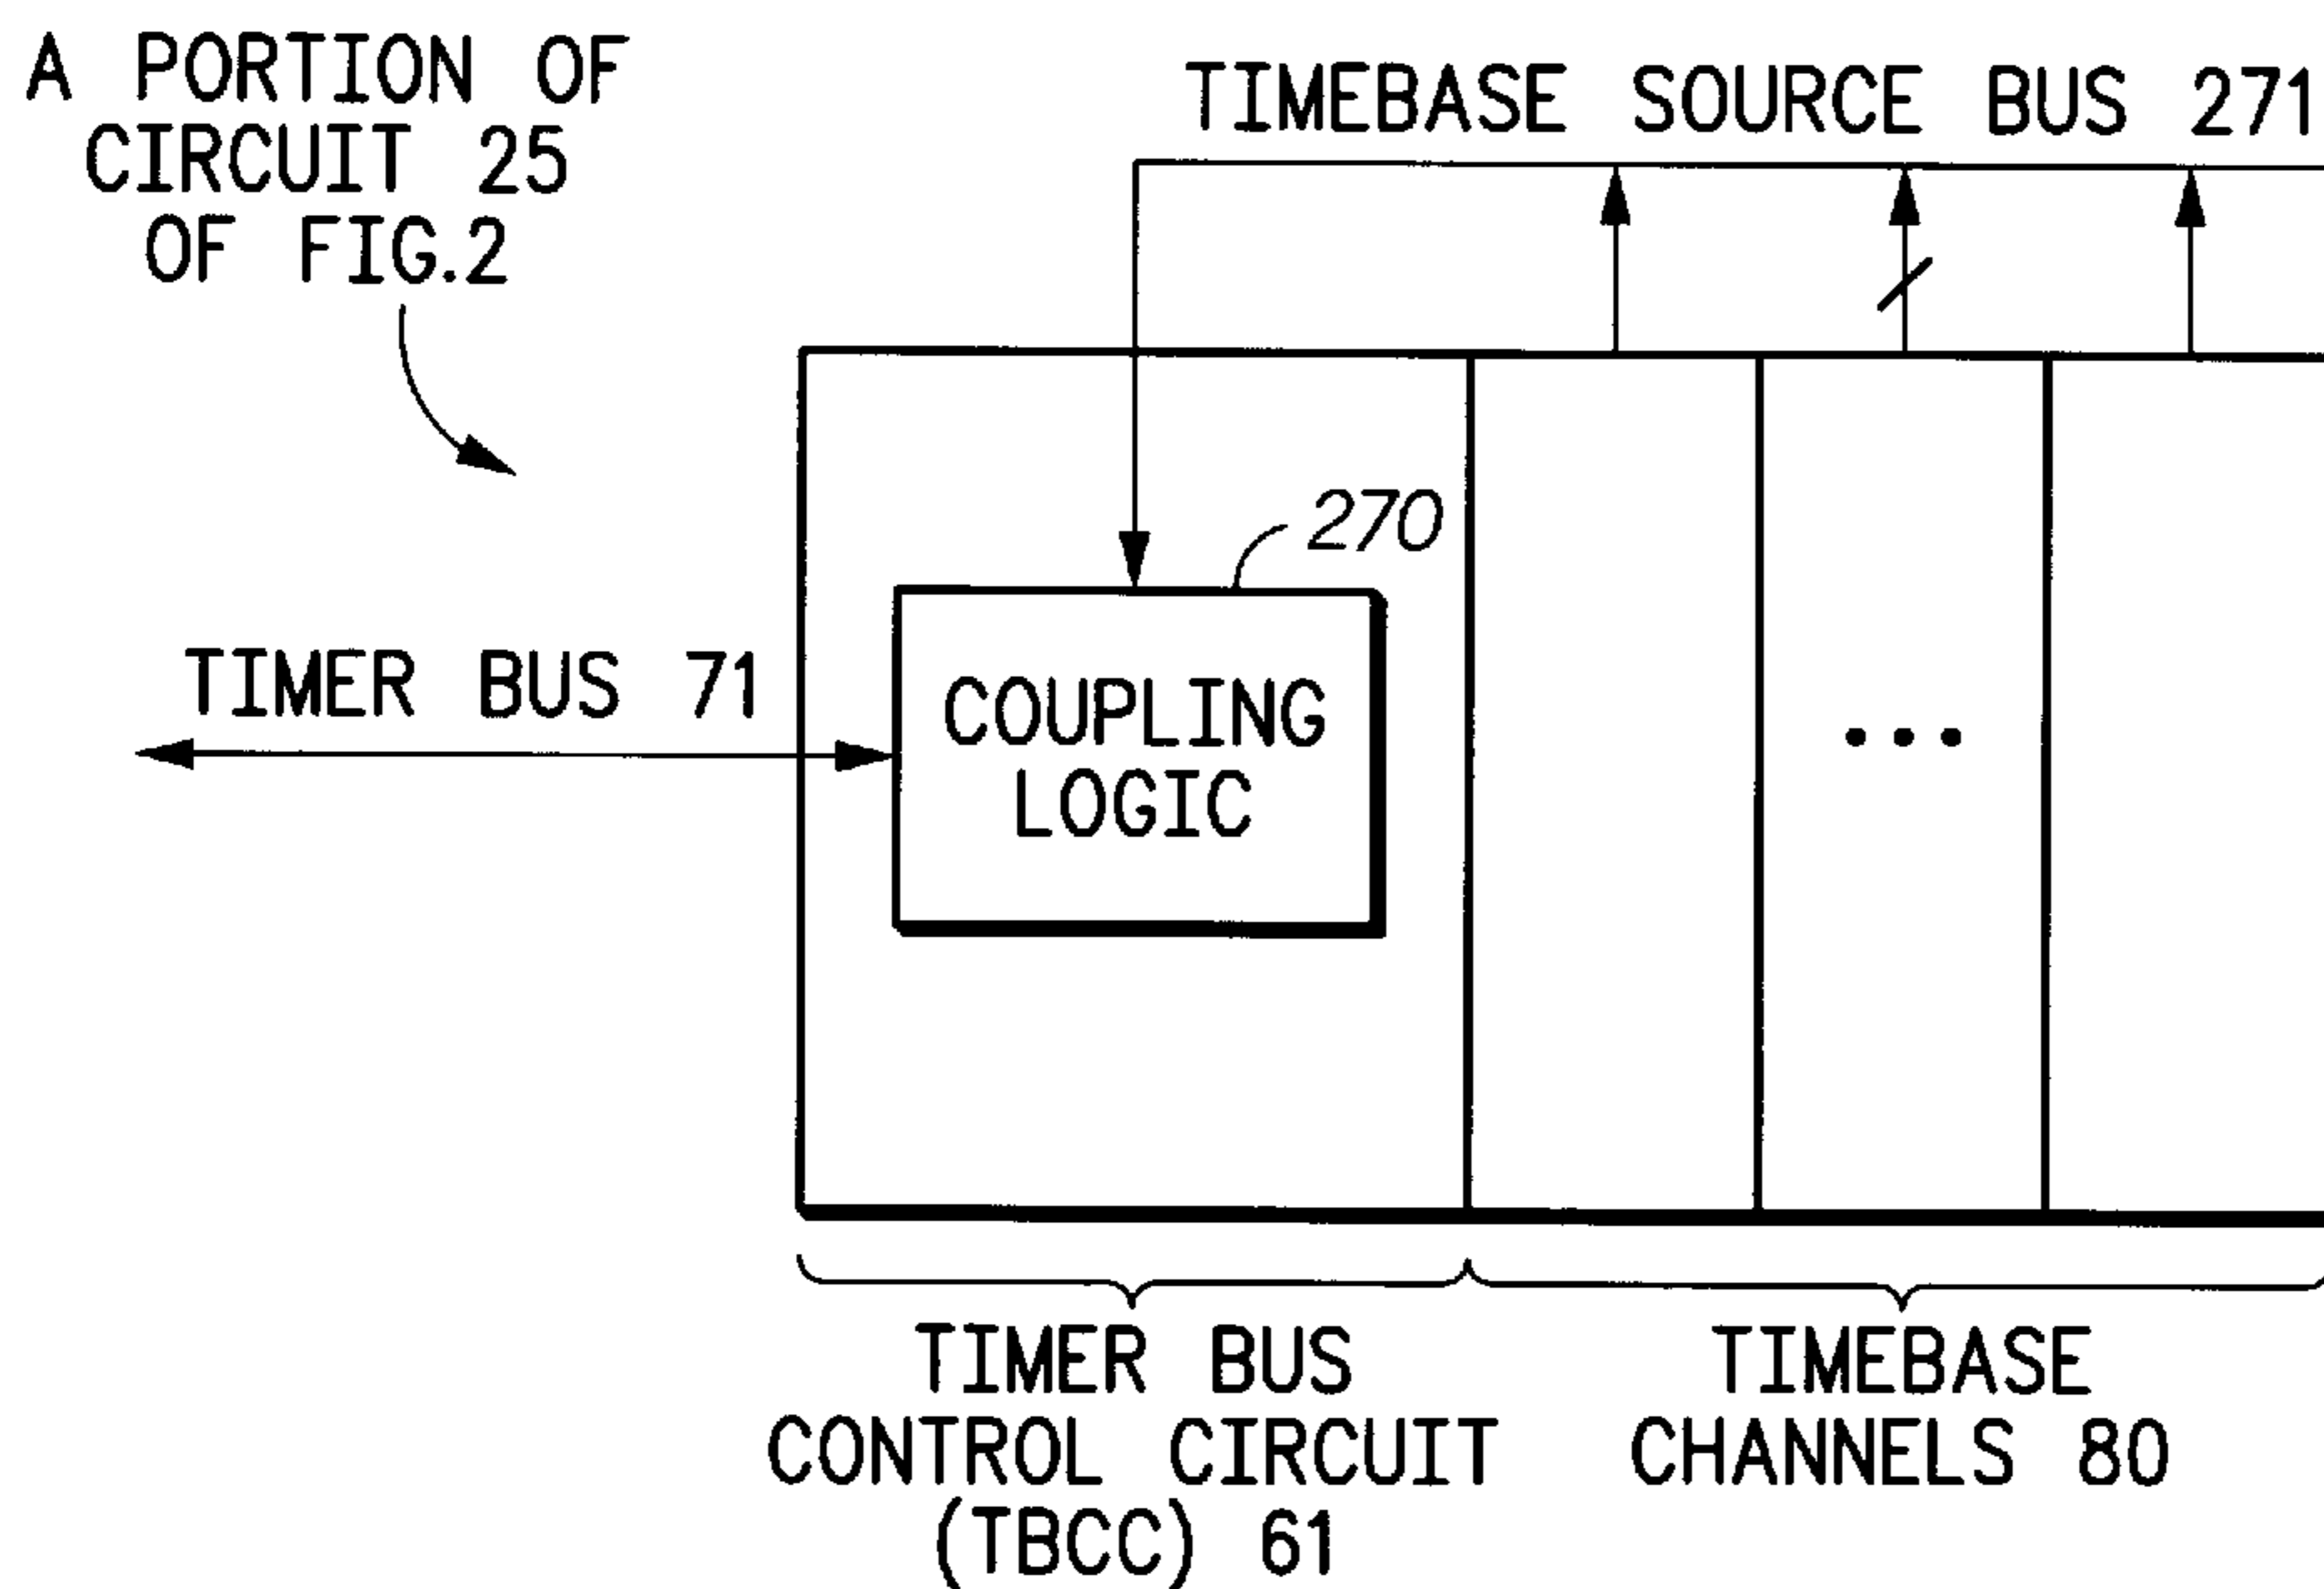 A PORTION OF
CIRCUIT 25
OF FIG.2
TIMEBASE SOURCE BUS 271
270
TIMER BUS 71
COUPLING
LOGIC
...
TIMER BUS
CONTROL CIRCUIT
(TBCC) 61
TIMEBASE
CHANNELS 80